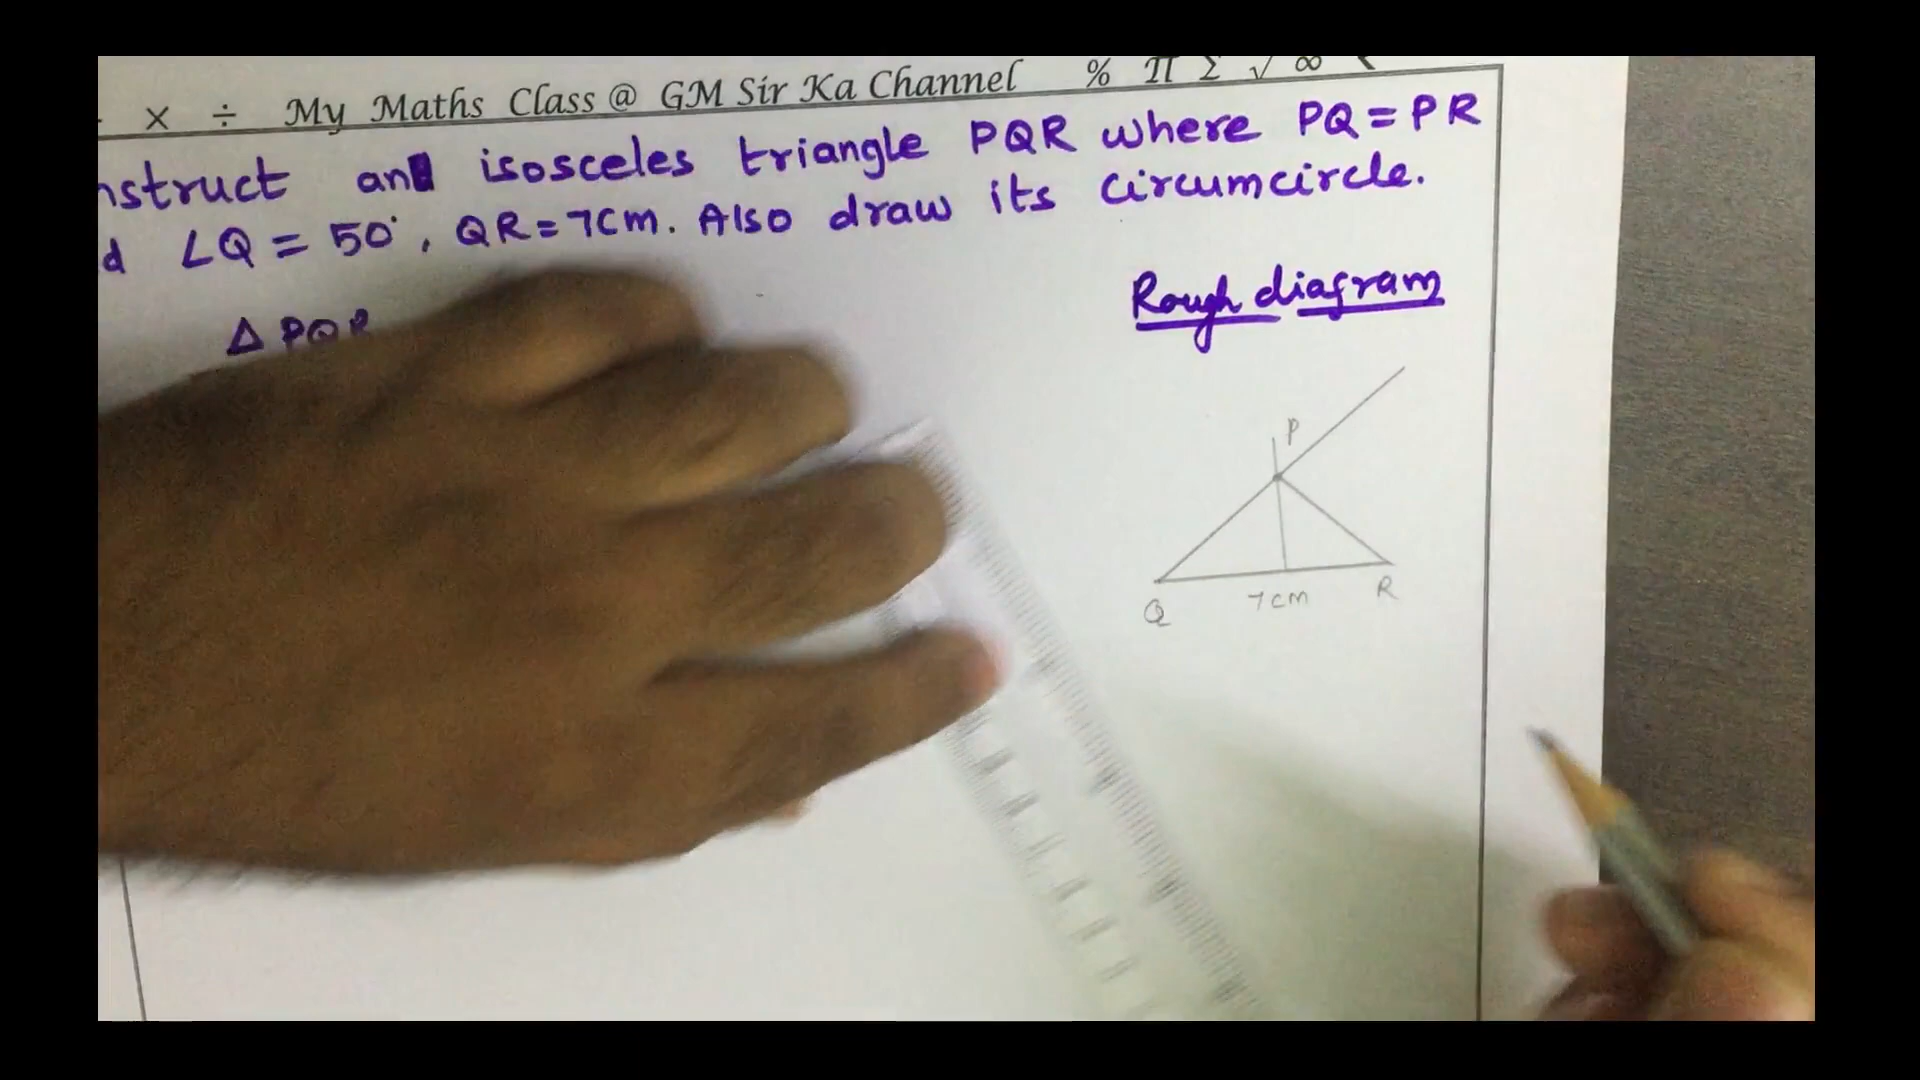 × ÷ My Maths Class @ GM Sir Ka Channel % Π Σ √ ∞
nstruct an isosceles triangle PQR where PQ = PR
d ∠Q = 50°, QR = 7cm. Also draw its circumcircle.
Rough diagram
Δ PQR
P
Q 7cm R